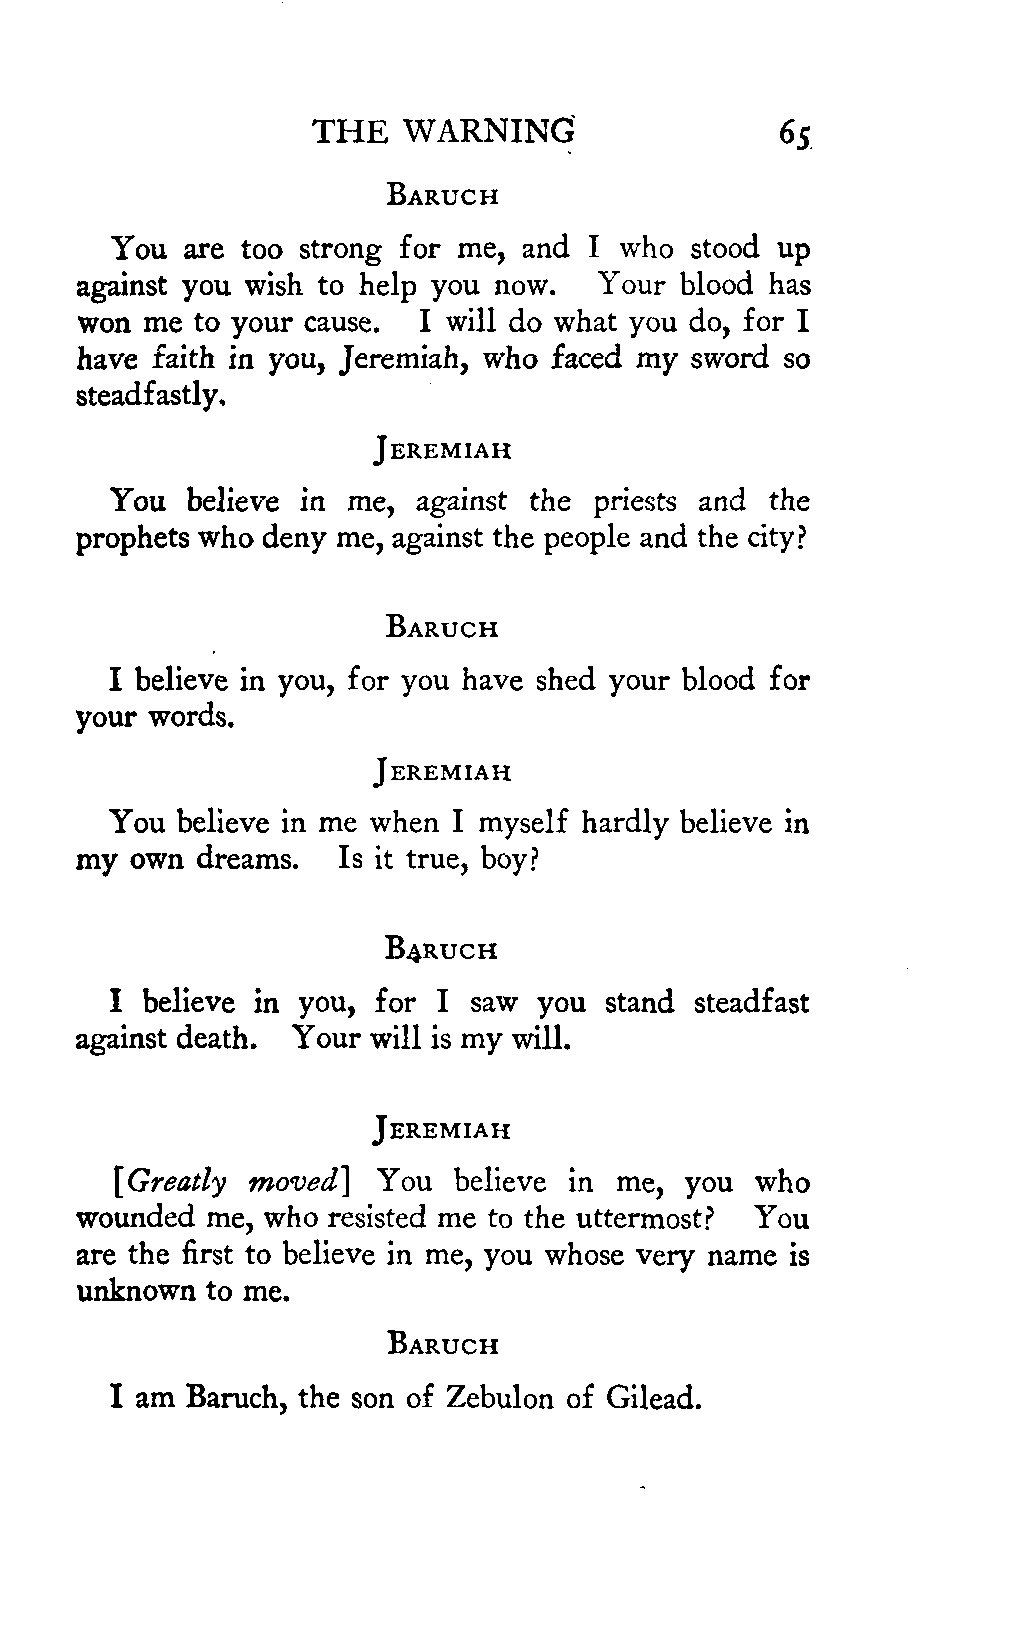 THE WARNING 65
BARUCH
You are too strong for me, and I who stood up
against you wish to help you now. Your blood has
won me to your cause. I will do what you do, for I
have faith in you, Jeremiah, who faced my sword so
steadfastly.
JEREMIAH
You believe in me, against the priests and the
prophets who deny me, against the people and the city?
BARUCH
I believe in you, for you have shed your blood for
your words.
JEREMIAH
You believe in me when I myself hardly believe in
my own dreams. Is it true, boy?
BARUCH
I believe in you, for I saw you stand steadfast
against death. Your will is my will.
JEREMIAH
[Greatly moved] You believe in me, you who
wounded me, who resisted me to the uttermost? You
are the first to believe in me, you whose very name is
unknown to me.
BARUCH
I am Baruch, the son of Zebulon of Gilead.